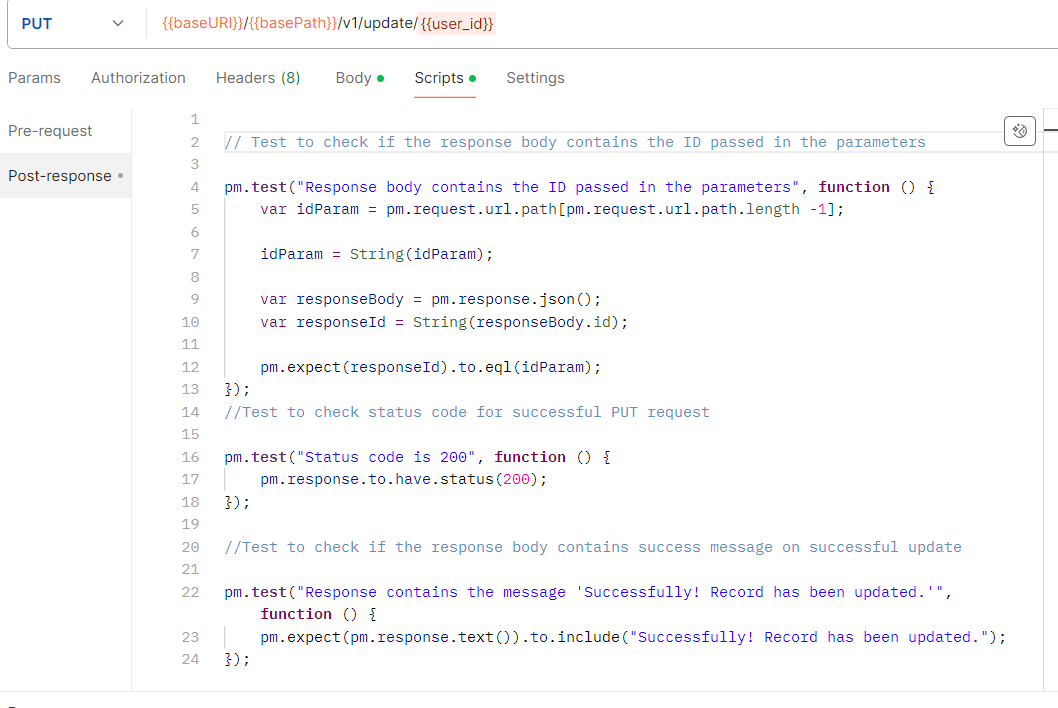 PUT {{baseURI}}/{{basePath}}/v1/update/{{user_id}}
Params Authorization Headers (8) Body Scripts Settings
Pre-request
Post-response
1
2 // Test to check if the response body contains the ID passed in the parameters
3
4 pm.test("Response body contains the ID passed in the parameters", function () {
5 var idParam = pm.request.url.path[pm.request.url.path.length -1];
6
7 idParam = String(idParam);
8
9 var responseBody = pm.response.json();
10 var responseId = String(responseBody.id);
11
12 pm.expect(responseId).to.eql(idParam);
13 });
14 //Test to check status code for successful PUT request
15
16 pm.test("Status code is 200", function () {
17 pm.response.to.have.status(200);
18 });
19
20 //Test to check if the response body contains success message on successful update
21
22 pm.test("Response contains the message 'Successfully! Record has been updated.'",
function () {
23 pm.expect(pm.response.text()).to.include("Successfully! Record has been updated.");
24 });